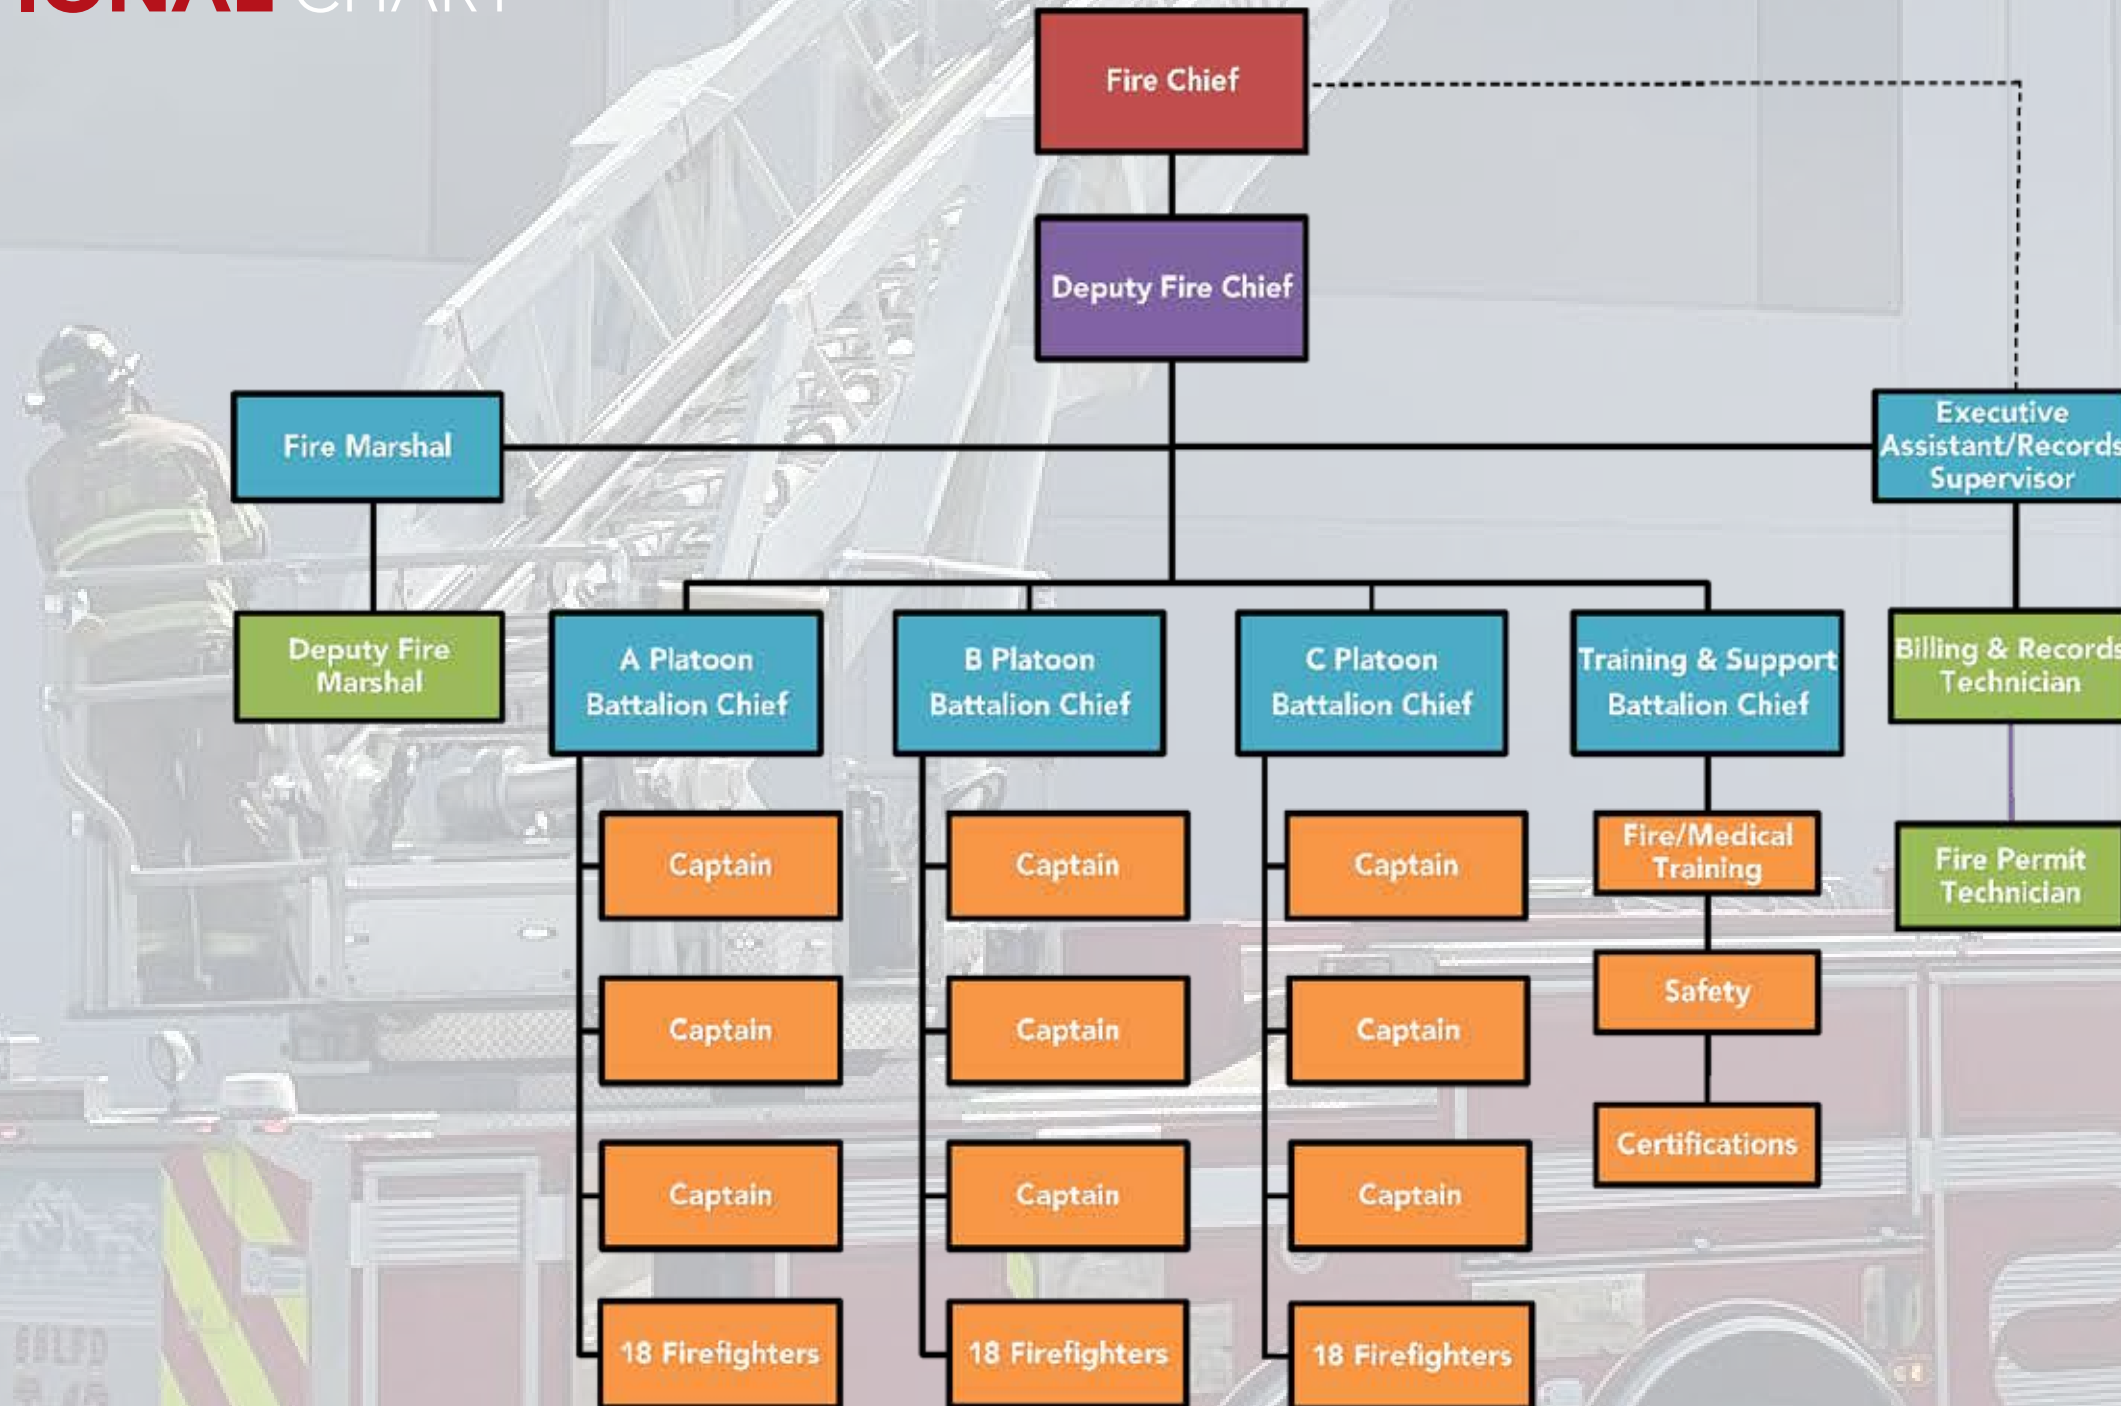 CHART
Fire Chief
Deputy Fire Chief
Fire Marshal
Executive
Assistant/Records
Supervisor
Deputy Fire
Marshal
A Platoon
Battalion Chief
B Platoon
Battalion Chief
C Platoon
Battalion Chief
Training & Support
Battalion Chief
Billing & Records
Technician
Captain
Captain
Captain
Fire/Medical
Training
Fire Permit
Technician
Captain
Captain
Captain
Safety
Captain
Captain
Captain
Certifications
18 Firefighters
18 Firefighters
18 Firefighters